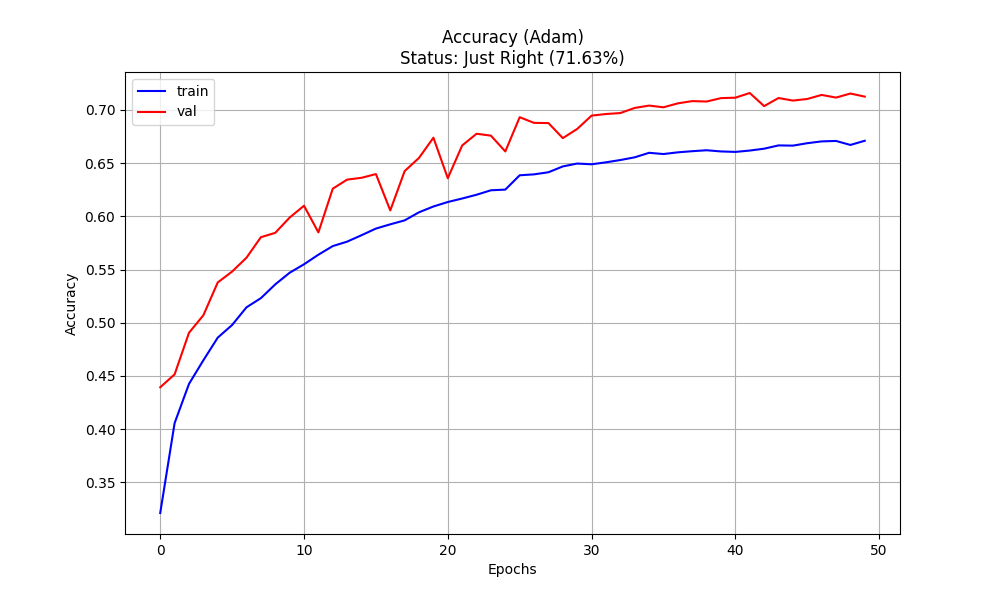 Accuracy (Adam)
Status: Just Right (71.63%)
train
val
Accuracy
0.70
0.65
0.60
0.55
0.50
0.45
0.40
0.35
0 10 20 30 40 50
Epochs